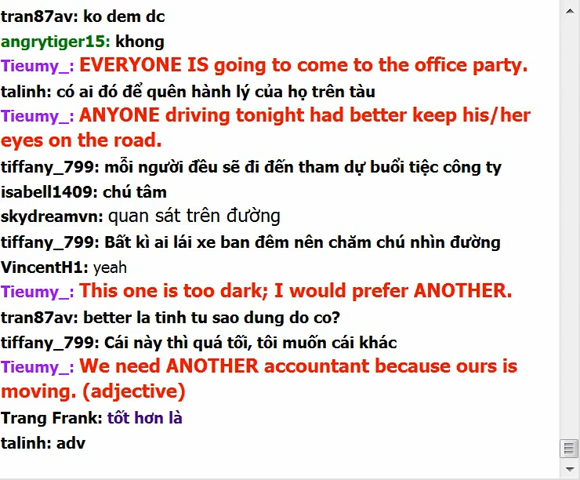 tran87av: ko dem dc
angrytiger15: khong
Tieumy_: EVERYONE IS going to come to the office party.
talinh: có ai đó để quên hành lý của họ trên tàu
Tieumy_: ANYONE driving tonight had better keep his/her
eyes on the road.
tiffany_799: mỗi người đều sẽ đi đến tham dự buổi tiệc công ty
isabell1409: chú tâm
skydreamvn: quan sát trên đường
tiffany_799: Bất kì ai lái xe ban đêm nên chăm chú nhìn đường
VincentH1: yeah
Tieumy_: This one is too dark; I would prefer ANOTHER.
tran87av: better la tinh tu sao dung do co?
tiffany_799: Cái này thì quá tối, tôi muốn cái khác
Tieumy_: We need ANOTHER accountant because ours is
moving. (adjective)
Trang Frank: tốt hơn là
talinh: adv